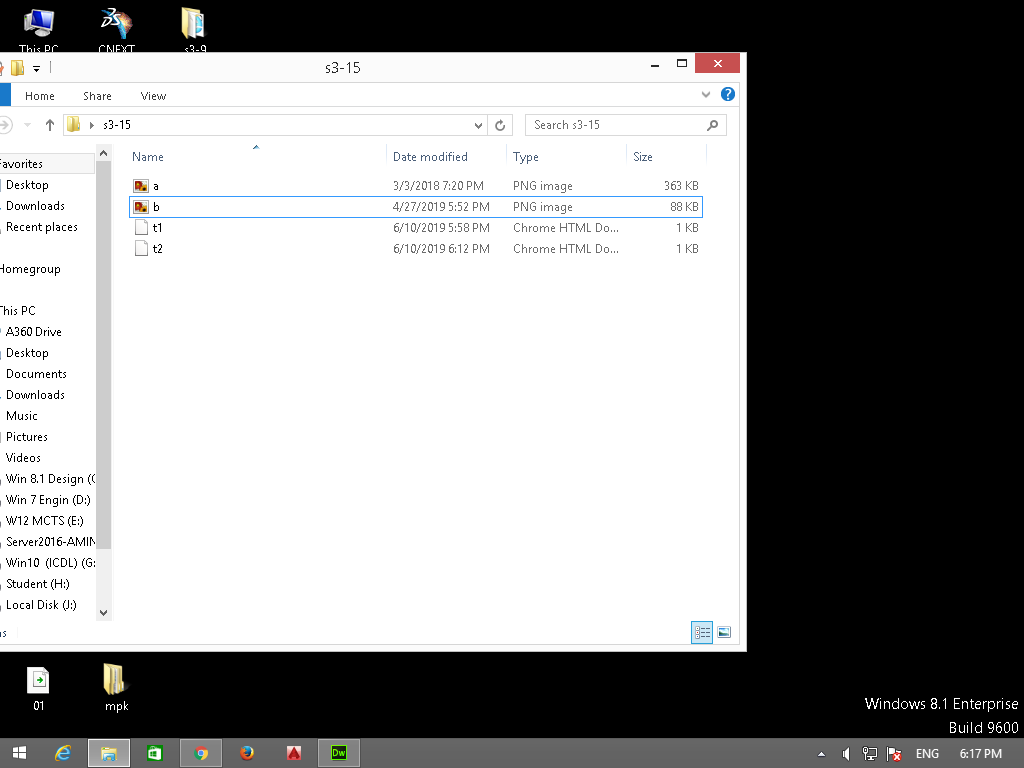 This PC
CNEXT
s3-9
s3-15
Home
Share
View
s3-15
Search s3-15
Name
Date modified
Type
Size
a
3/3/2018 7:20 PM
PNG image
363 KB
b
4/27/2019 5:52 PM
PNG image
88 KB
t1
6/10/2019 5:58 PM
Chrome HTML Do...
1 KB
t2
6/10/2019 6:12 PM
Chrome HTML Do...
1 KB
avorites
Desktop
Downloads
Recent places
Homegroup
This PC
A360 Drive
Desktop
Documents
Downloads
Music
Pictures
Videos
Win 8.1 Design (C
Win 7 Engin (D:)
W12 MCTS (E:)
Server2016-AMIN
Win10 (ICDL) (G:
Student (H:)
Local Disk (J:)
01
mpk
Windows 8.1 Enterprise
Build 9600
Dw
ENG
6:17 PM